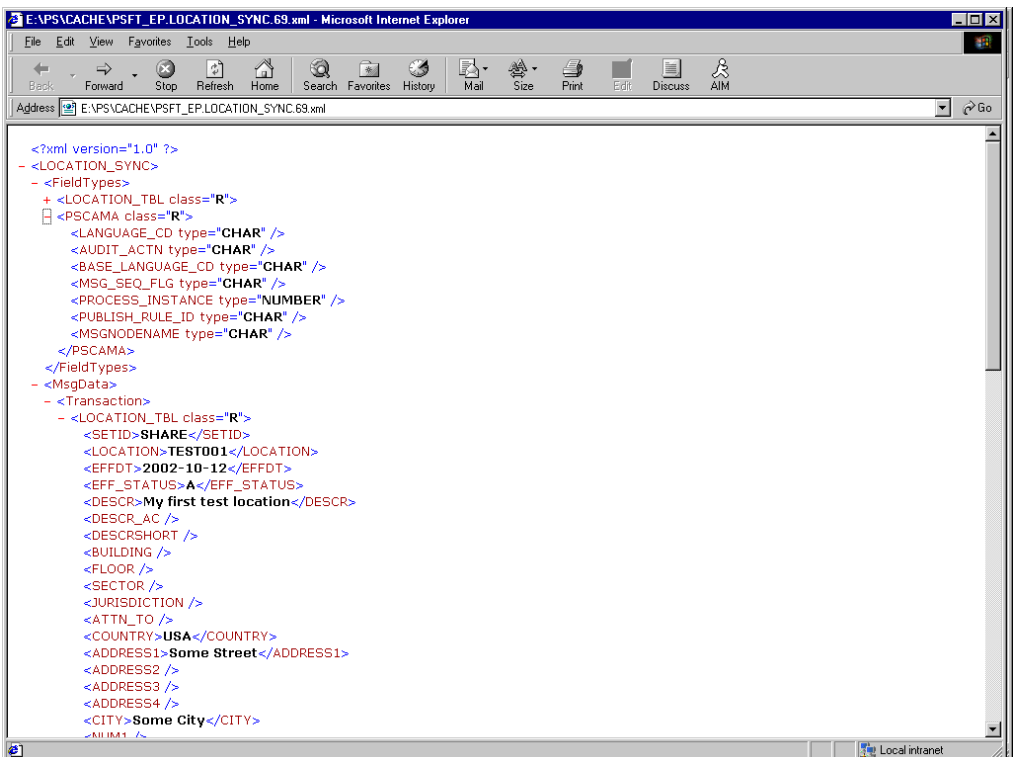 E:\PS\CACHE\PSFT_EP.LOCATION_SYNC.69.xml - Microsoft Internet Explorer
File Edit View Favorites Tools Help
Back Forward Stop Refresh Home Search Favorites History Mail Size Print Edit Discuss AIM
Address E:\PS\CACHE\PSFT_EP.LOCATION_SYNC.69.xml Go
<?xml version="1.0" ?>
- <LOCATION_SYNC>
- <FieldTypes>
+ <LOCATION_TBL class="R">
- <PSCAMA class="R">
<LANGUAGE_CD type="CHAR" />
<AUDIT_ACTN type="CHAR" />
<BASE_LANGUAGE_CD type="CHAR" />
<MSG_SEQ_FLG type="CHAR" />
<PROCESS_INSTANCE type="NUMBER" />
<PUBLISH_RULE_ID type="CHAR" />
<MSGNODENAME type="CHAR" />
</PSCAMA>
</FieldTypes>
- <MsgData>
- <Transaction>
- <LOCATION_TBL class="R">
<SETID>SHARE</SETID>
<LOCATION>TEST001</LOCATION>
<EFFDT>2002-10-12</EFFDT>
<EFF_STATUS>A</EFF_STATUS>
<DESCR>My first test location</DESCR>
<DESCR_AC />
<DESCRSHORT />
<BUILDING />
<FLOOR />
<SECTOR />
<JURISDICTION />
<ATTN_TO />
<COUNTRY>USA</COUNTRY>
<ADDRESS1>Some Street</ADDRESS1>
<ADDRESS2 />
<ADDRESS3 />
<ADDRESS4 />
<CITY>Some City</CITY>
<NUM1 />
Local intranet